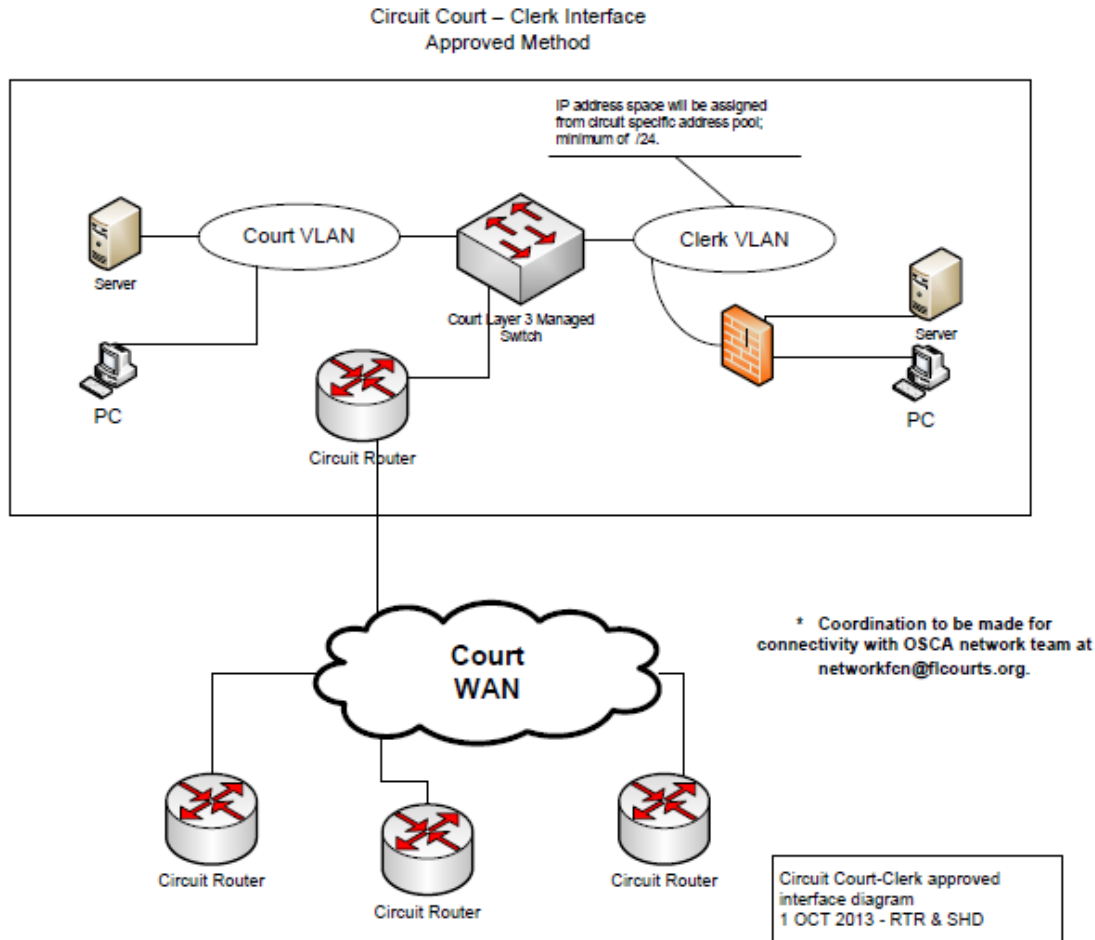 Circuit Court – Clerk Interface
Approved Method
IP address space will be assigned
from circuit specific address pool;
minimum of /24.
Server
Court VLAN
Clerk VLAN
Court Layer 3 Managed
Switch
Server
PC
PC
Circuit Router
Court
WAN
* Coordination to be made for
connectivity with OSCA network team at
networkfcn@flcourts.org.
Circuit Router
Circuit Router
Circuit Router
Circuit Court-Clerk approved
interface diagram
1 OCT 2013 - RTR & SHD